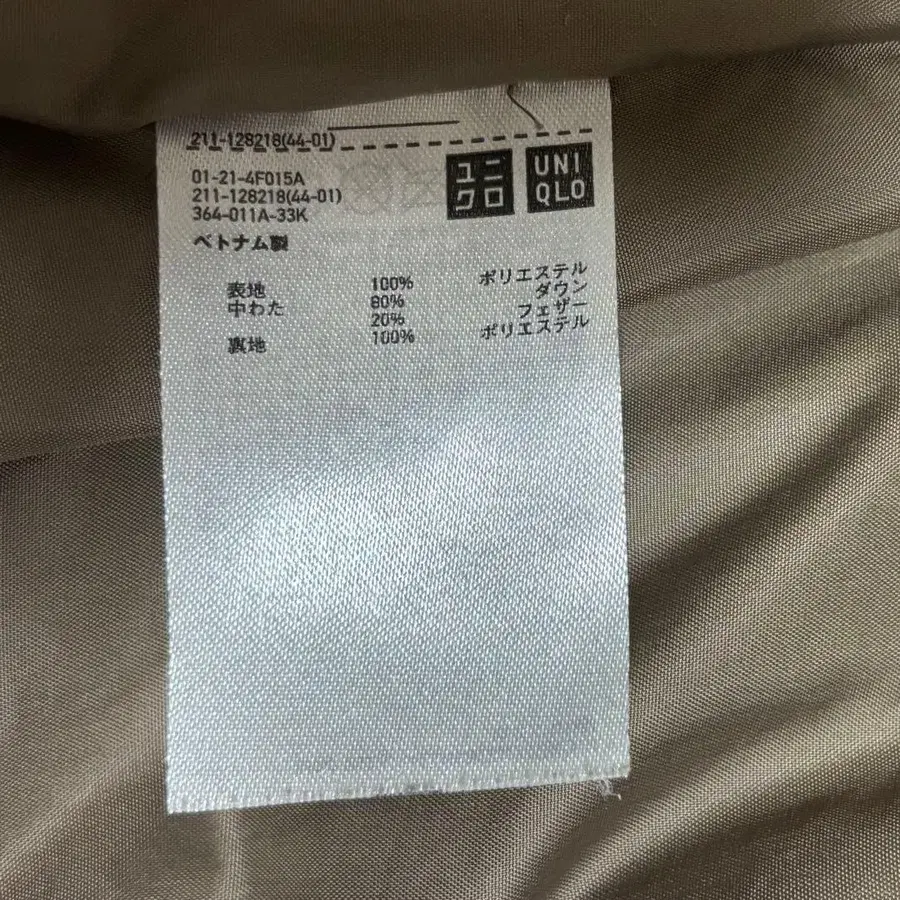 211-128218(44-01)
ユニクロ
UNIQLO
01-21-4F015A
211-128218(44-01)
364-011A-33K
ベトナム製
表地 100% ポリエステル
中わた 80% ダウン
20% フェザー
裏地 100% ポリエステル